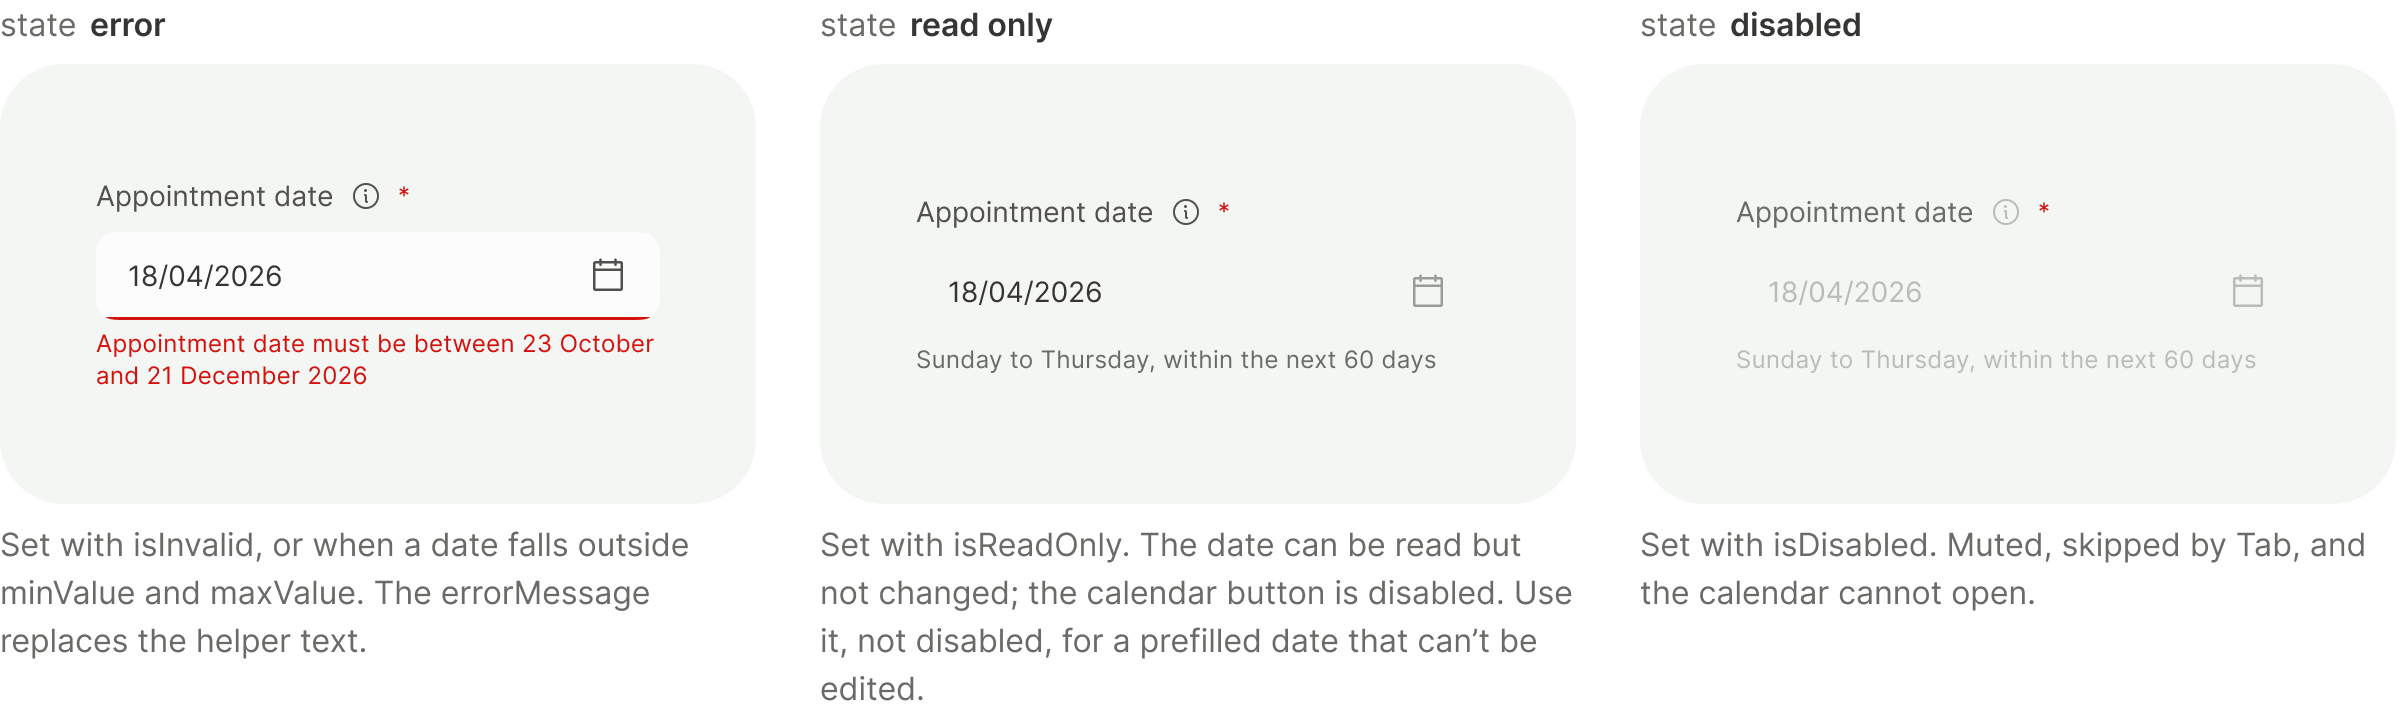 state error
Appointment date *
18/04/2026
Appointment date must be between 23 October
and 21 December 2026
Set with isInvalid, or when a date falls outside
minValue and maxValue. The errorMessage
replaces the helper text.
state read only
Appointment date *
18/04/2026
Sunday to Thursday, within the next 60 days
Set with isReadOnly. The date can be read but
not changed; the calendar button is disabled. Use
it, not disabled, for a prefilled date that can’t be
edited.
state disabled
Appointment date *
18/04/2026
Sunday to Thursday, within the next 60 days
Set with isDisabled. Muted, skipped by Tab, and
the calendar cannot open.